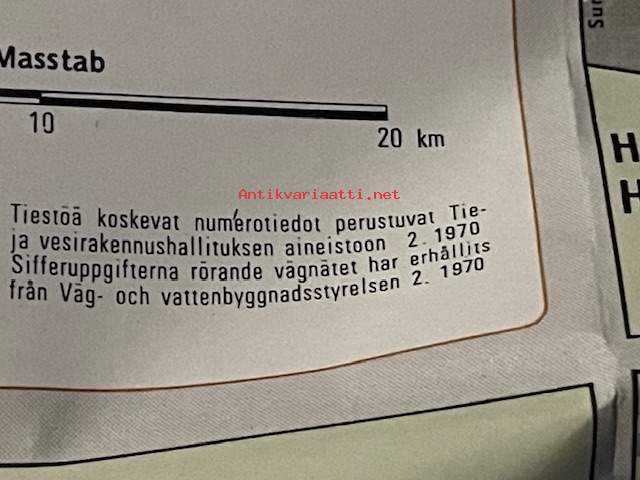 Sur
Masstab
10
20 km
H
H
Antikvariaatti.net
Tiestöä koskevat numerotiedot perustuvat Tie-
ja vesirakennushallituksen aineistoon 2. 1970
Sifferuppgifterna rörande vägnätet har erhållits
från Väg- och vattenbyggnadsstyrelsen 2. 1970